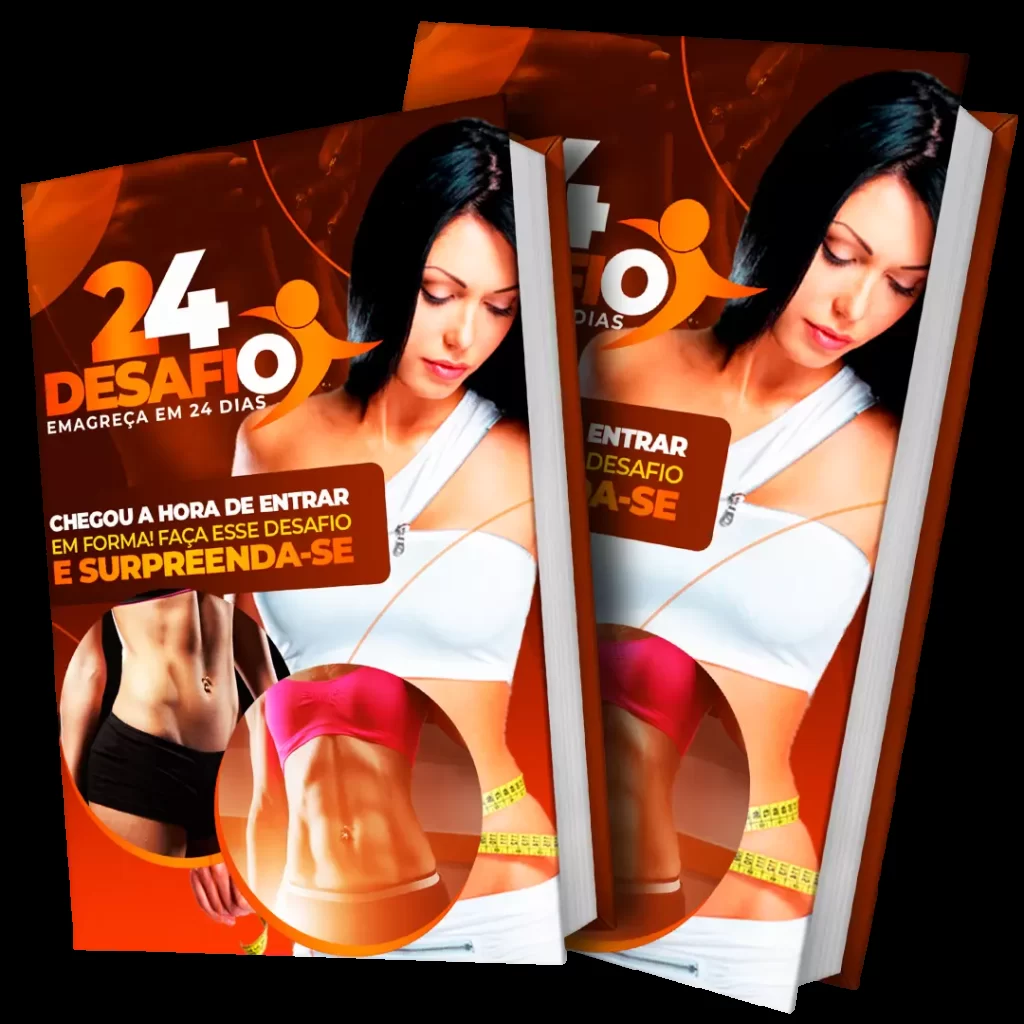 24
DESAFIO
EMAGREÇA EM 24 DIAS
CHEGOU A HORA DE ENTRAR
EM FORMA! FAÇA ESSE DESAFIO
E SURPREENDA-SE
4
FIO
DIAS
ENTRAR
DESAFIO
A-SE